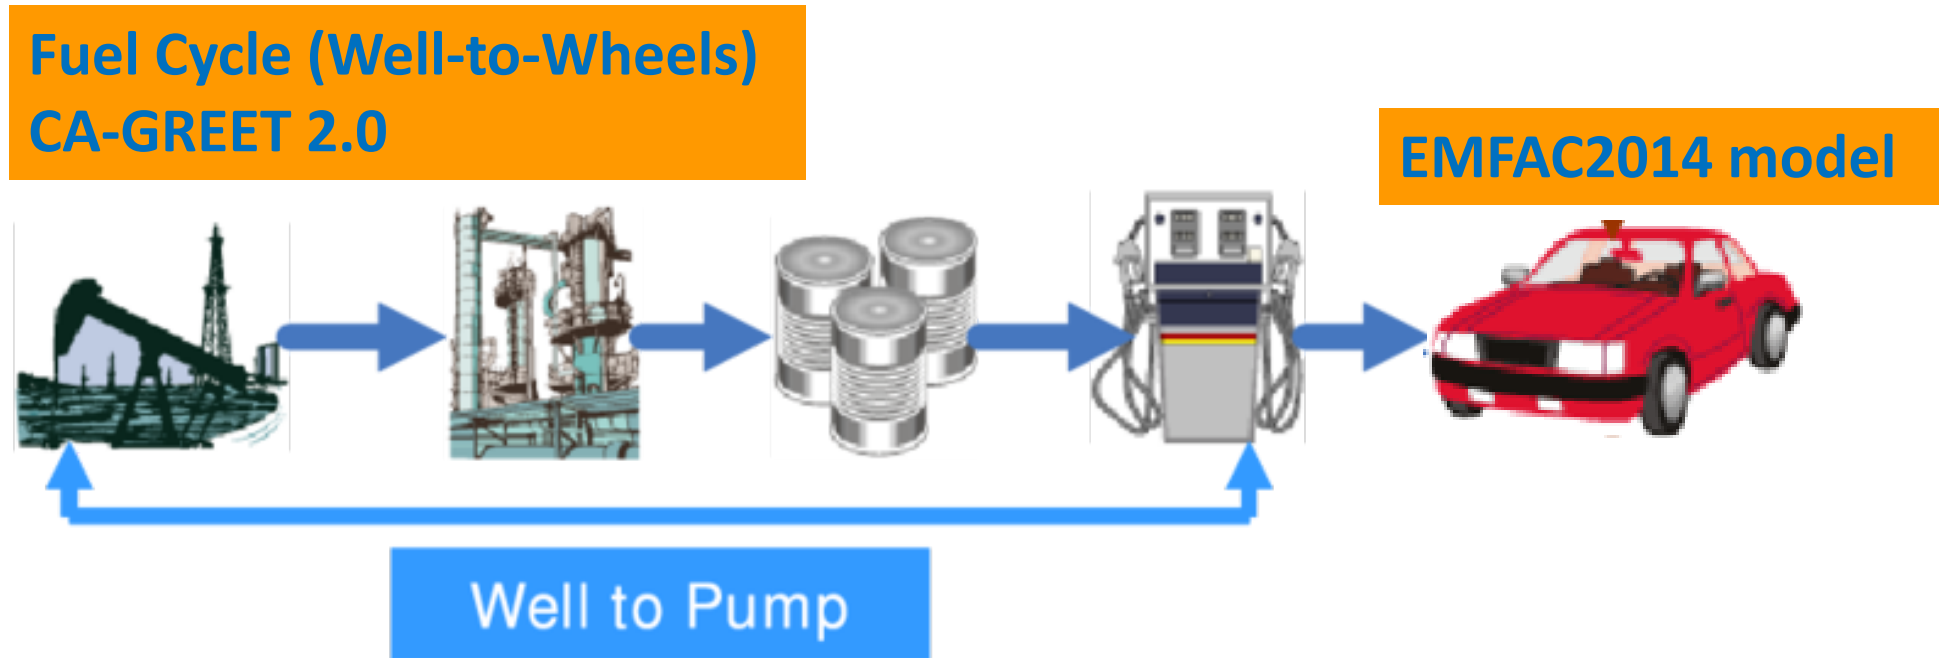 Fuel Cycle (Well-to-Wheels)
CA-GREET 2.0
EMFAC2014 model
Well to Pump